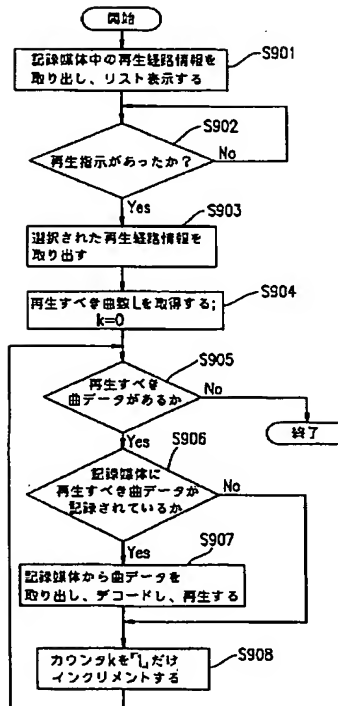 開始
記録媒体中の再生経路情報を
取り出し、リスト表示する
S901
S902
再生指示があったか?
No
Yes
S903
選択された再生経路情報を
取り出す
S904
再生すべき曲数Lを取得する;
k=0
S905
再生すべき
曲データがあるか
No
終了
Yes
S906
記録媒体に
再生すべき曲データが
記録されているか
No
Yes
S907
記録媒体から曲データを
取り出し、デコードし、再生する
S908
カウンタkを「L」だけ
インクリメントする